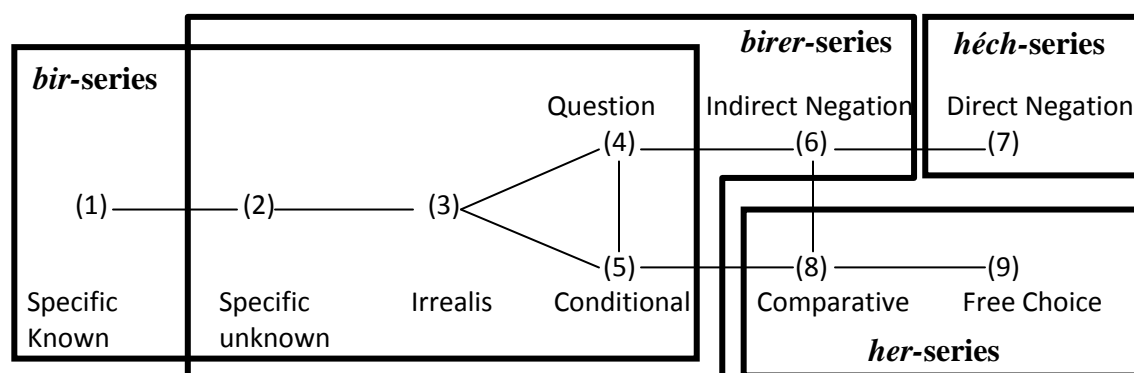 birer-series héch-series
bir-series
Question Indirect Negation Direct Negation
(4) (6) (7)
(1) (2) (3)
(5) (8) (9)
Specific Specific Irrealis Conditional Comparative Free Choice
Known unknown
her-series